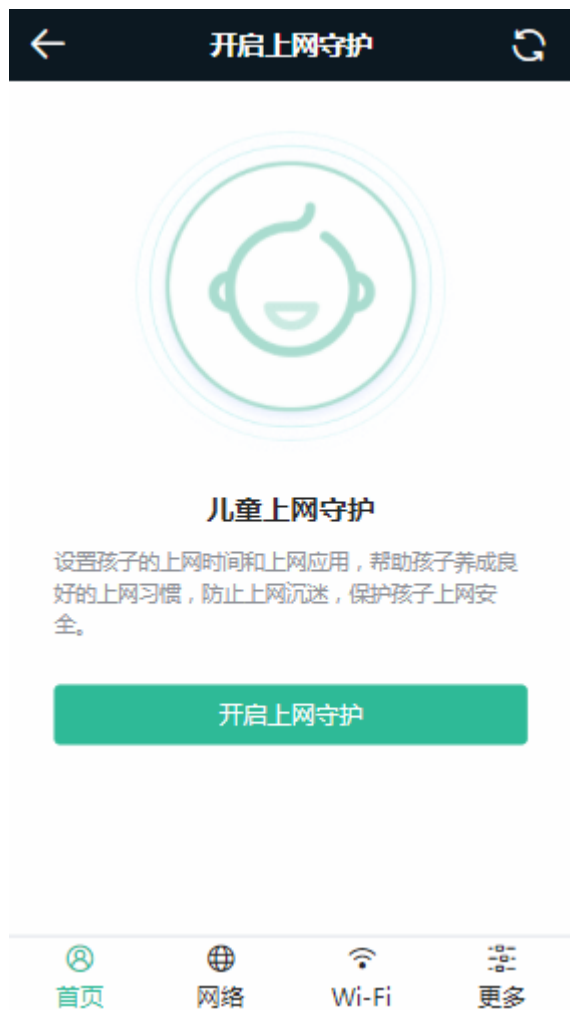 开启上网守护
儿童上网守护
设置孩子的上网时间和上网应用，帮助孩子养成良
好的上网习惯，防止上网沉迷，保护孩子上网安
全。
开启上网守护
首页 网络 Wi-Fi 更多